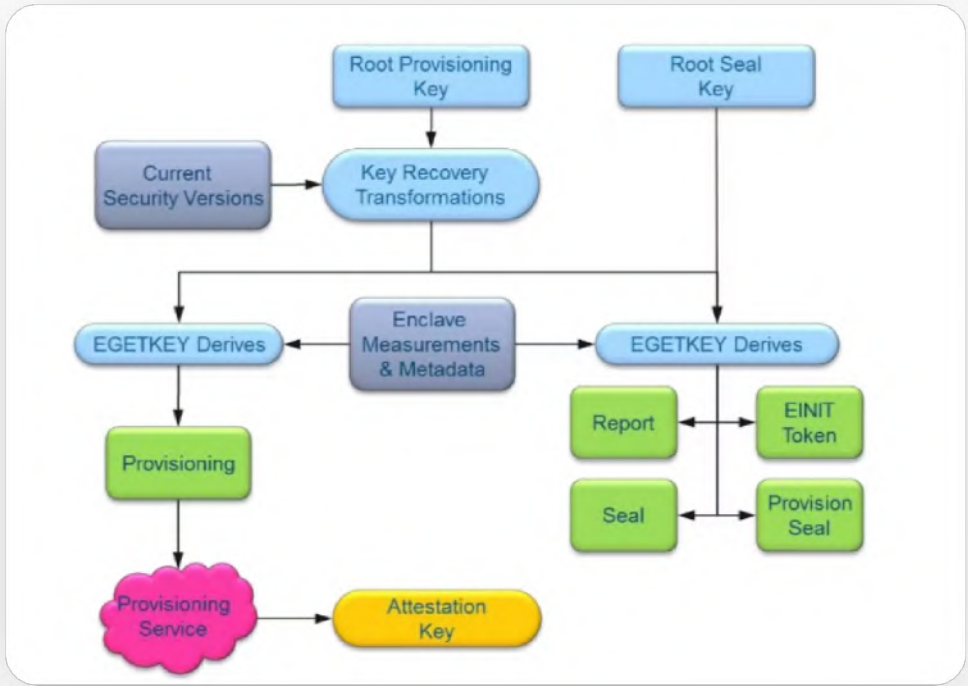 Root Provisioning
Key
Root Seal
Key
Current
Security Versions
Key Recovery
Transformations
EGETKEY Derives
Enclave
Measurements
& Metadata
EGETKEY Derives
Report
EINIT
Token
Provisioning
Seal
Provision
Seal
Provisioning
Service
Attestation
Key